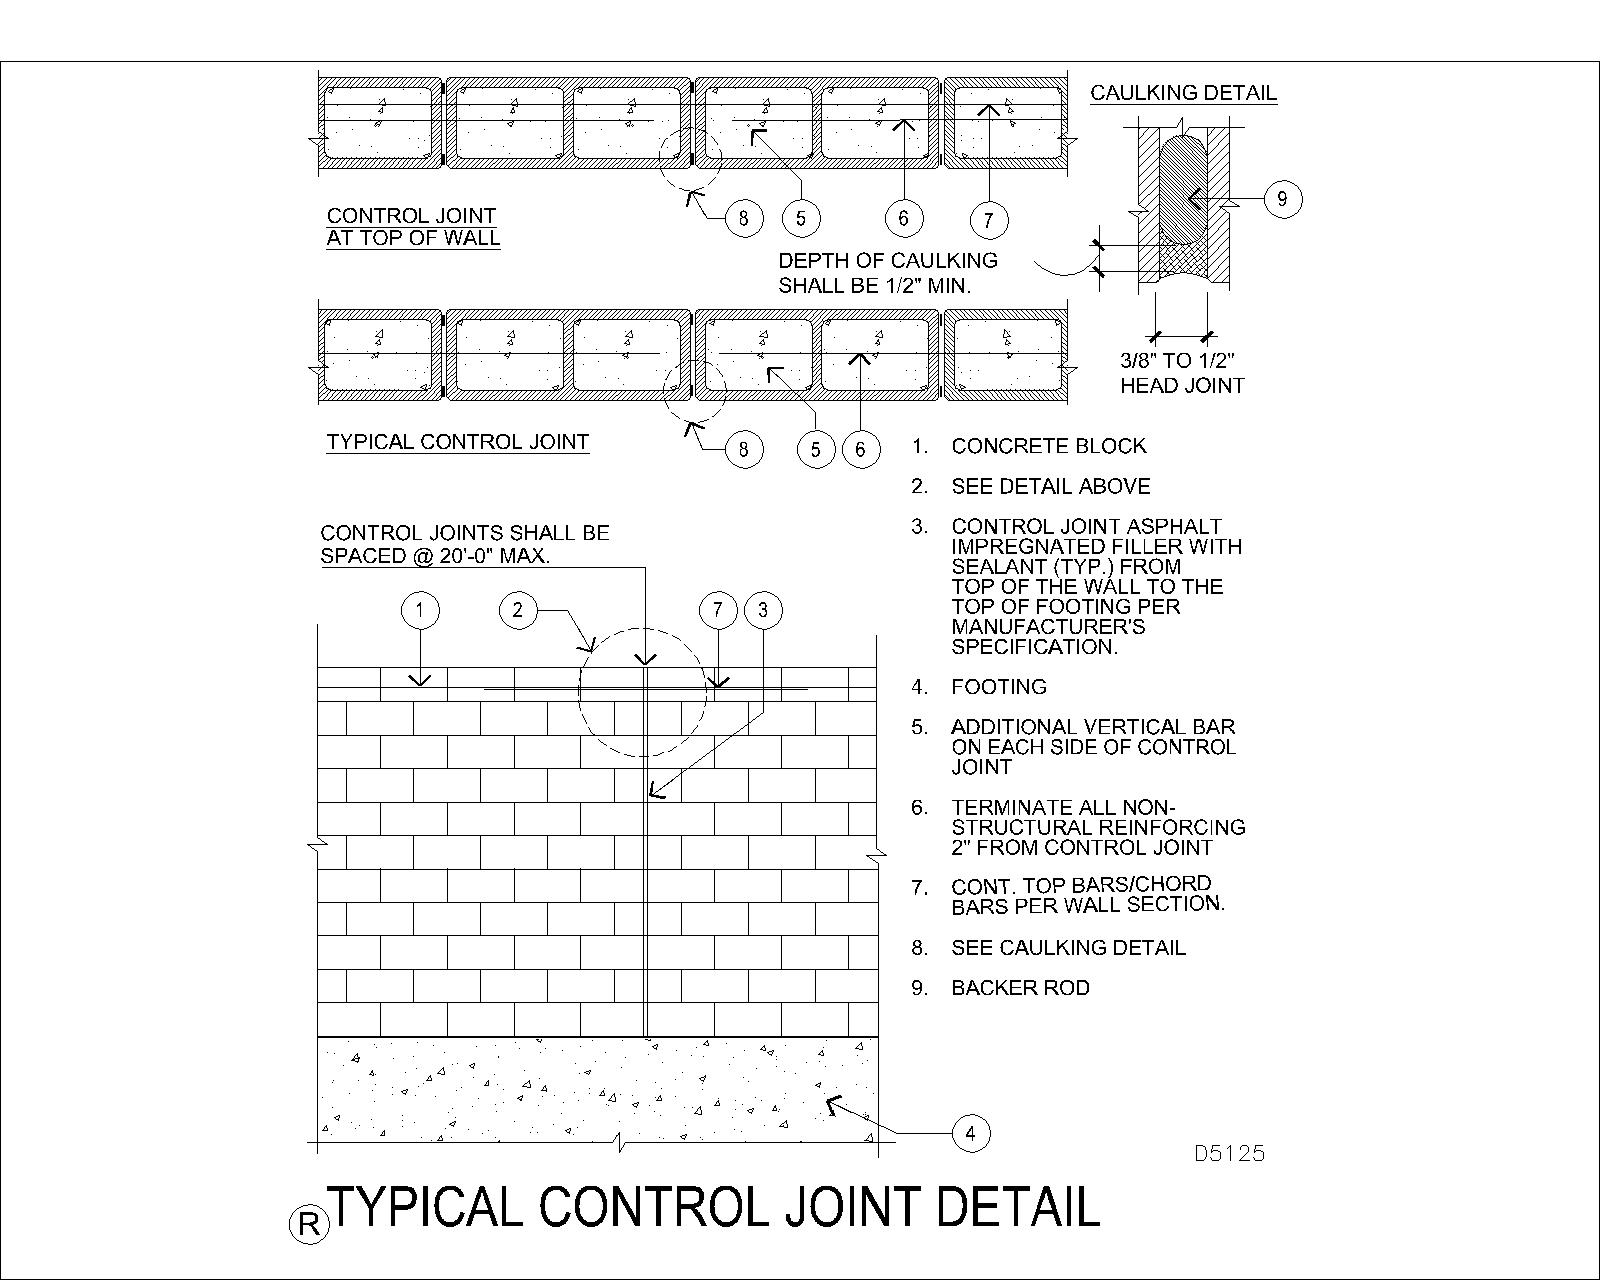 CAULKING DETAIL
9
CONTROL JOINT
AT TOP OF WALL
8
5
6
7
DEPTH OF CAULKING
SHALL BE 1/2" MIN.
3/8" TO 1/2"
HEAD JOINT
TYPICAL CONTROL JOINT
8
5
6
CONTROL JOINTS SHALL BE
SPACED @ 20'-0" MAX.
1
2
7
3
4
1. CONCRETE BLOCK
2. SEE DETAIL ABOVE
3. CONTROL JOINT ASPHALT
IMPREGNATED FILLER WITH
SEALANT (TYP.) FROM
TOP OF THE WALL TO THE
TOP OF FOOTING PER
MANUFACTURER'S
SPECIFICATION.
4. FOOTING
5. ADDITIONAL VERTICAL BAR
ON EACH SIDE OF CONTROL
JOINT
6. TERMINATE ALL NON-
STRUCTURAL REINFORCING
2" FROM CONTROL JOINT
7. CONT. TOP BARS/CHORD
BARS PER WALL SECTION.
8. SEE CAULKING DETAIL
9. BACKER ROD
D5125
R TYPICAL CONTROL JOINT DETAIL